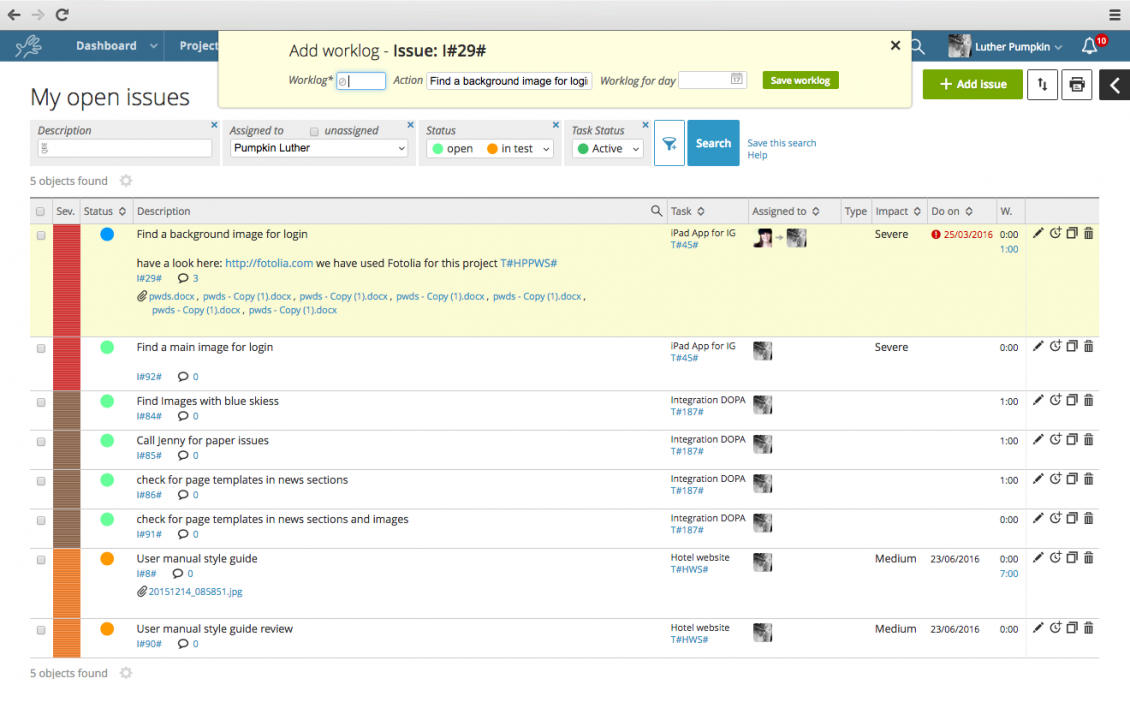 Dashboard
Project
Luther Pumpkin
10
Add worklog - Issue: I#29#
Worklog*
Action
Find a background image for logi
Worklog for day
Save worklog
My open issues
Add issue
Description
Assigned to
unassigned
Pumpkin Luther
Status
open
in test
Task Status
Active
Search
Save this search
Help
5 objects found
Sev. Status Description Task Assigned to Type Impact Do on W.
Find a background image for login
iPad App for IG
T#45#
Severe
25/03/2016
0:00
1:00
have a look here: http://fotolia.com we have used Fotolia for this project T#HPPWS#
I#29# 3
pwds.docx , pwds - Copy (1).docx , pwds - Copy (1).docx , pwds - Copy (1).docx , pwds - Copy (1).docx ,
pwds - Copy (1).docx , pwds - Copy (1).docx
Find a main image for login
iPad App for IG
T#45#
Severe
0:00
I#92# 0
Find Images with blue skiess
Integration DOPA
T#187#
1:00
I#84# 0
Call Jenny for paper issues
Integration DOPA
T#187#
1:00
I#85# 0
check for page templates in news sections
Integration DOPA
T#187#
1:00
I#86# 0
check for page templates in news sections and images
Integration DOPA
T#187#
0:00
I#91# 0
User manual style guide
Hotel website
T#HWS#
Medium
23/06/2016
0:00
7:00
I#8# 0
20151214_085851.jpg
User manual style guide review
Hotel website
T#HWS#
Medium
23/06/2016
0:00
I#90# 0
5 objects found